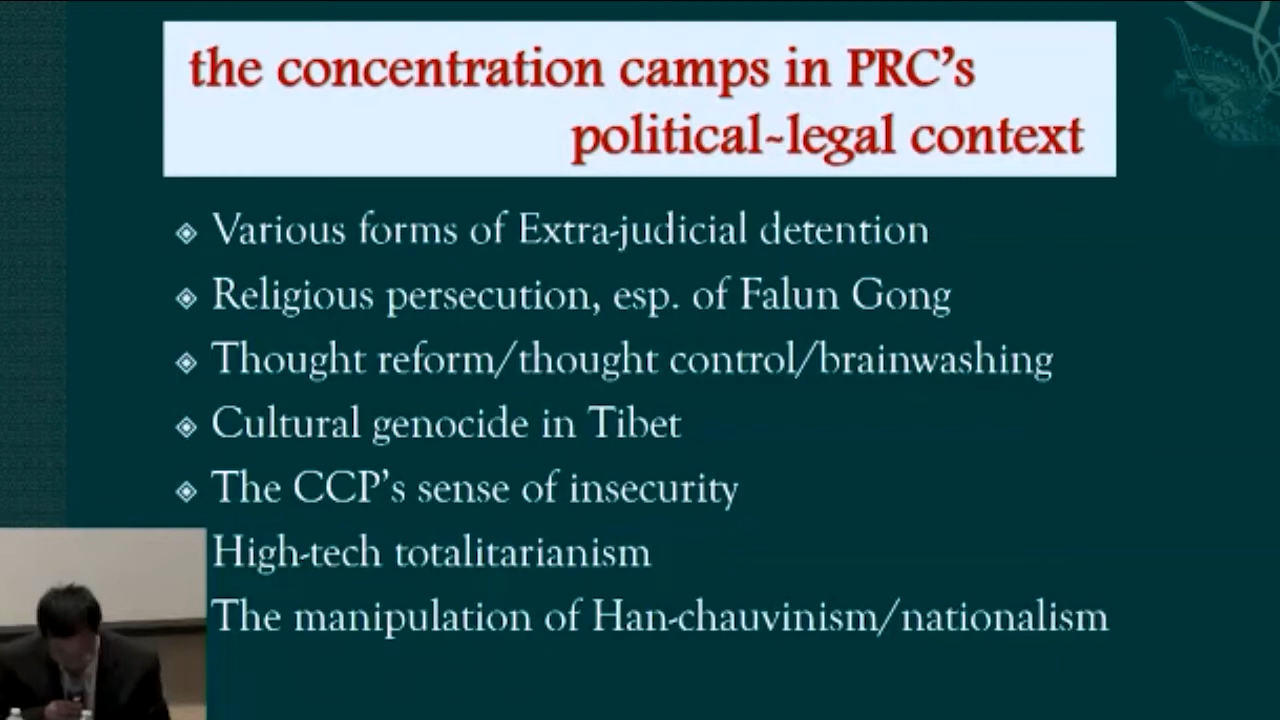 the concentration camps in PRC's
political-legal context
Various forms of Extra-judicial detention
Religious persecution, esp. of Falun Gong
Thought reform/thought control/brainwashing
Cultural genocide in Tibet
The CCP's sense of insecurity
High-tech totalitarianism
The manipulation of Han-chauvinism/nationalism